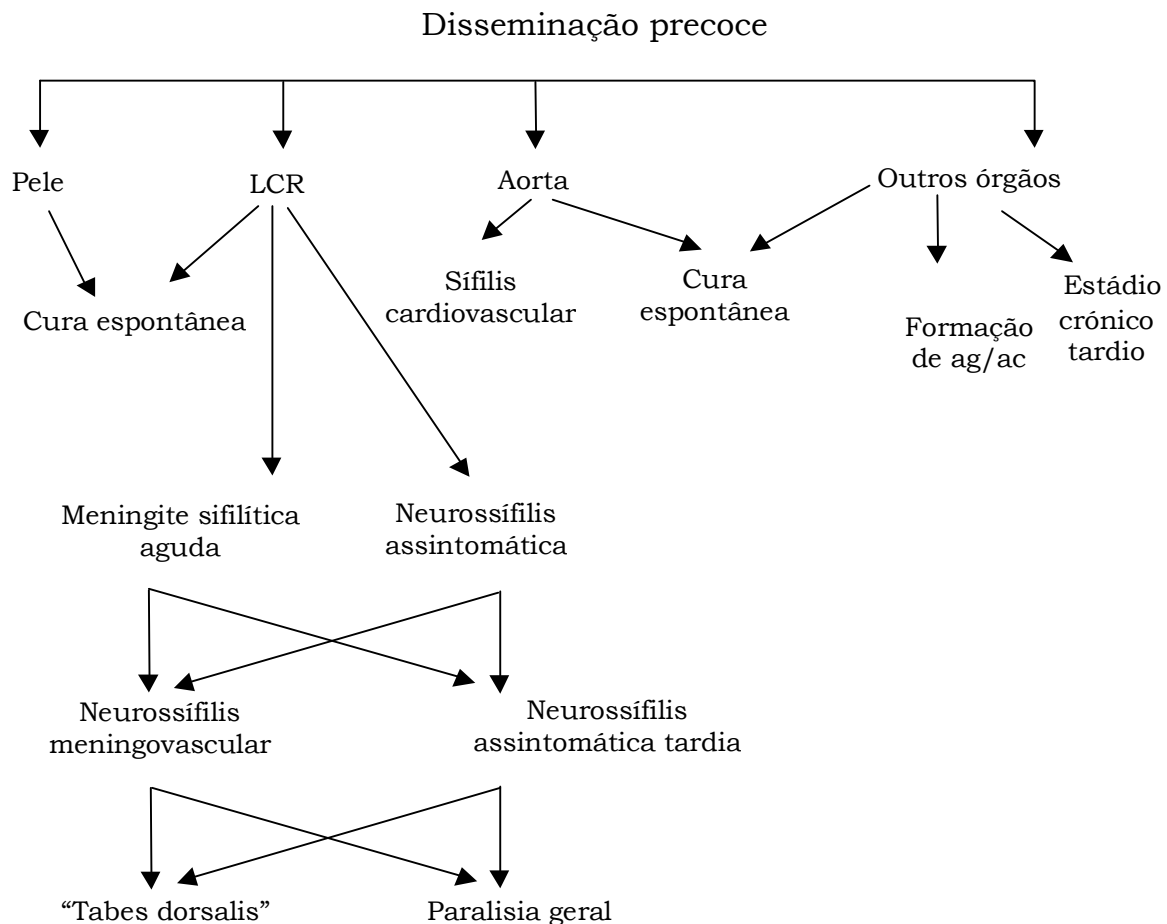 Disseminação precoce
Pele
LCR
Aorta
Outros órgãos
Cura espontânea
Sífilis
cardiovascular
Cura
espontânea
Formação
de ag/ac
Estádio
crónico
tardio
Meningite sifilítica
aguda
Neurossífilis
assintomática
Neurossífilis
meningovascular
Neurossífilis
assintomática tardia
“Tabes dorsalis”
Paralisia geral